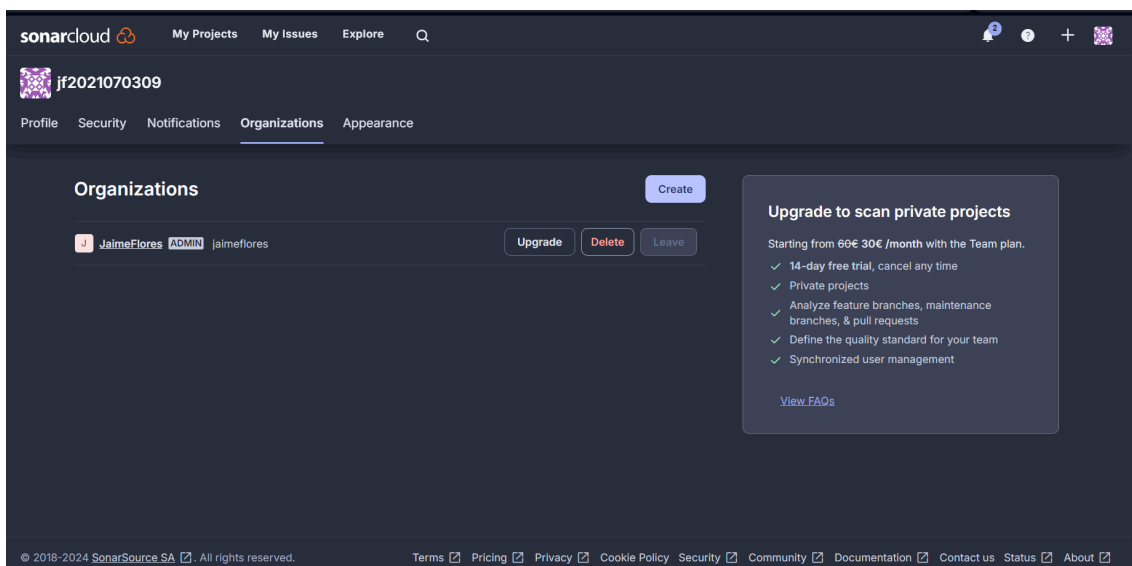 sonarcloud My Projects My Issues Explore 2 ?
jf2021070309
Profile Security Notifications Organizations Appearance
Organizations
Create
J JaimeFlores ADMIN jaimeflores
Upgrade Delete Leave
Upgrade to scan private projects
Starting from 60€ 30€ /month with the Team plan.
14-day free trial, cancel any time
Private projects
Analyze feature branches, maintenance
branches, & pull requests
Define the quality standard for your team
Synchronized user management
View FAQs
© 2018-2024 SonarSource SA. All rights reserved. Terms Pricing Privacy Cookie Policy Security Community Documentation Contact us Status About